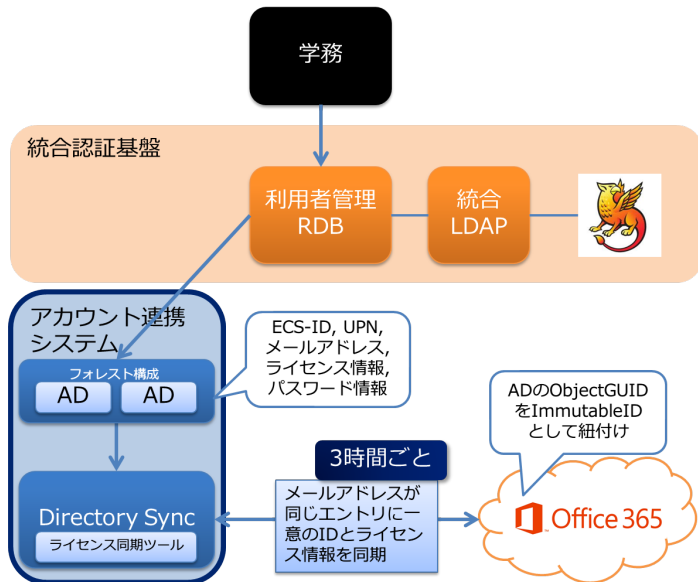 学務
統合認証基盤
利用者管理
RDB
統合
LDAP
アカウント連携
システム
フォレスト構成
AD
AD
ECS-ID, UPN,
メールアドレス,
ライセンス情報,
パスワード情報
ADのObjectGUID
をImmutableID
として紐付け
3時間ごと
メールアドレスが
同じエントリに一
意のIDとライセン
ス情報を同期
Directory Sync
ライセンス同期ツール
Office 365